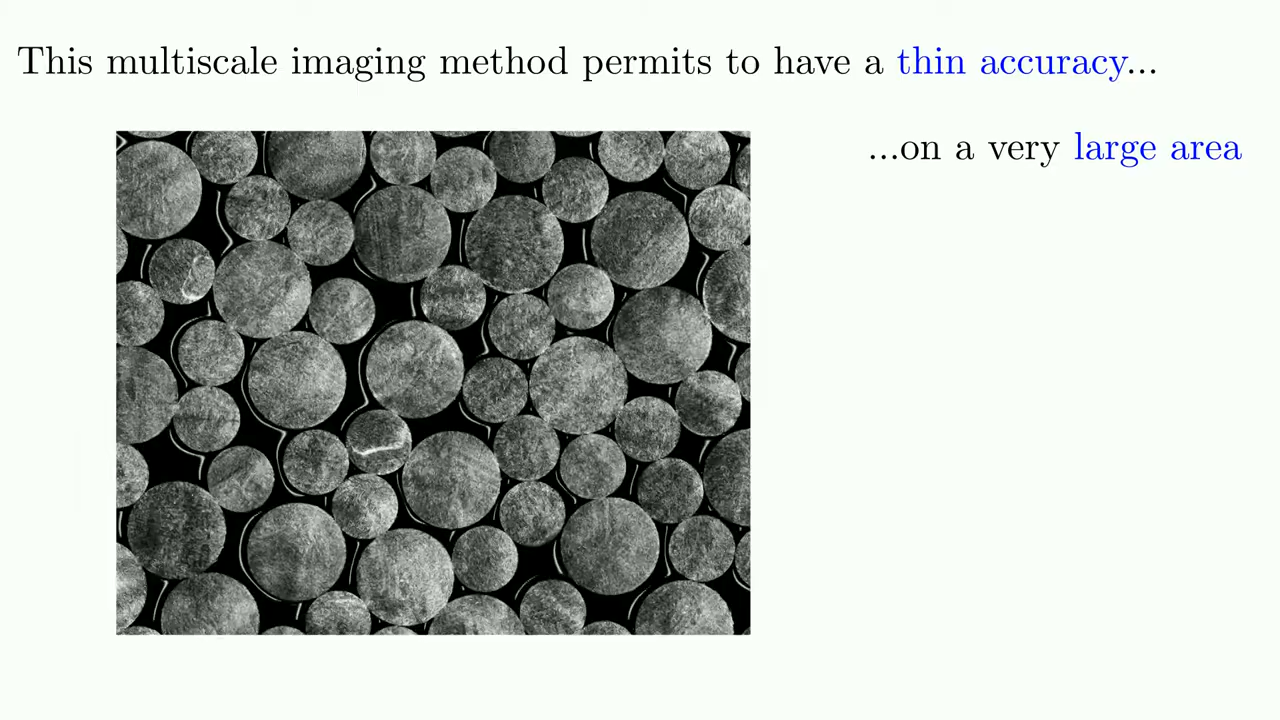 This multiscale imaging method permits to have a thin accuracy...
...on a very large area